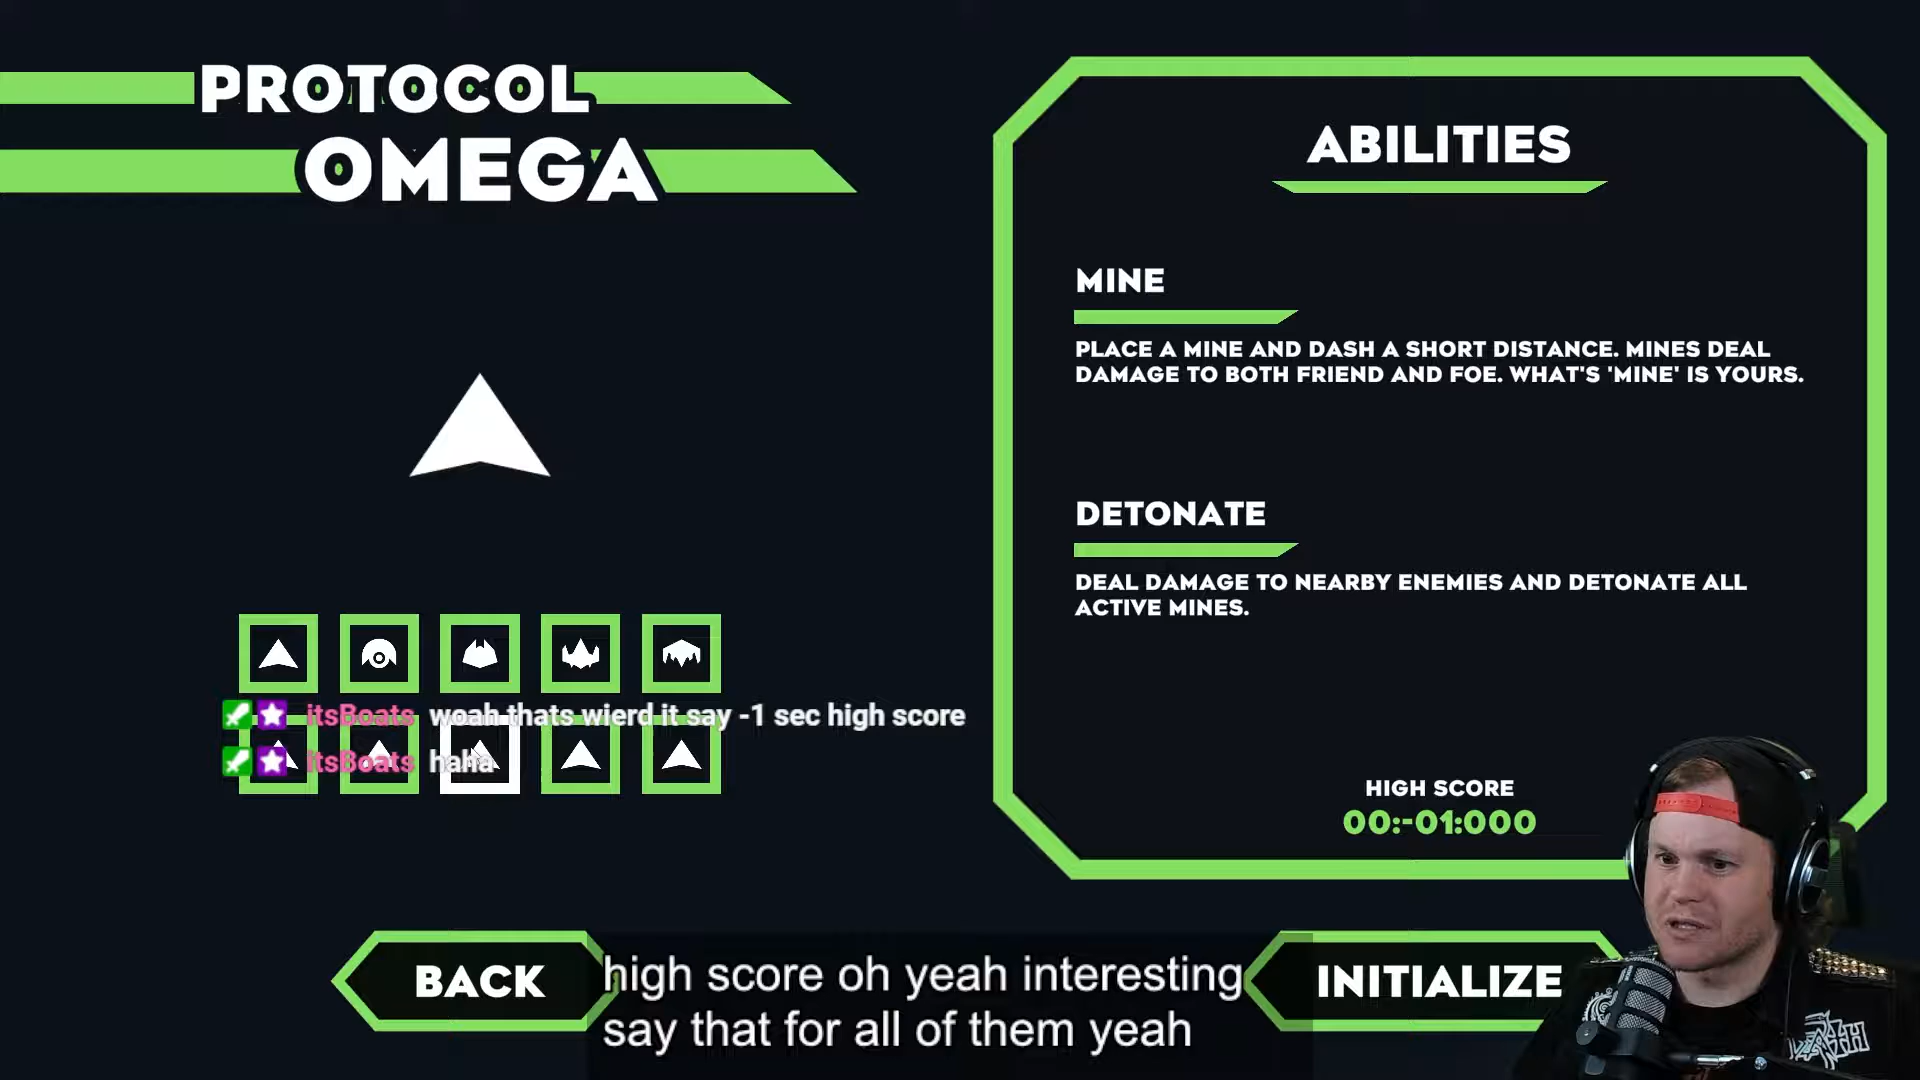 PROTOCOL
OMEGA
ABILITIES
MINE
PLACE A MINE AND DASH A SHORT DISTANCE. MINES DEAL
DAMAGE TO BOTH FRIEND AND FOE. WHAT'S 'MINE' IS YOURS.
DETONATE
DEAL DAMAGE TO NEARBY ENEMIES AND DETONATE ALL
ACTIVE MINES.
itsBoats woah thats wierd it say -1 sec high score
itsBoats haha
HIGH SCORE
00:-01:000
BACK
INITIALIZE
high score oh yeah interesting
say that for all of them yeah